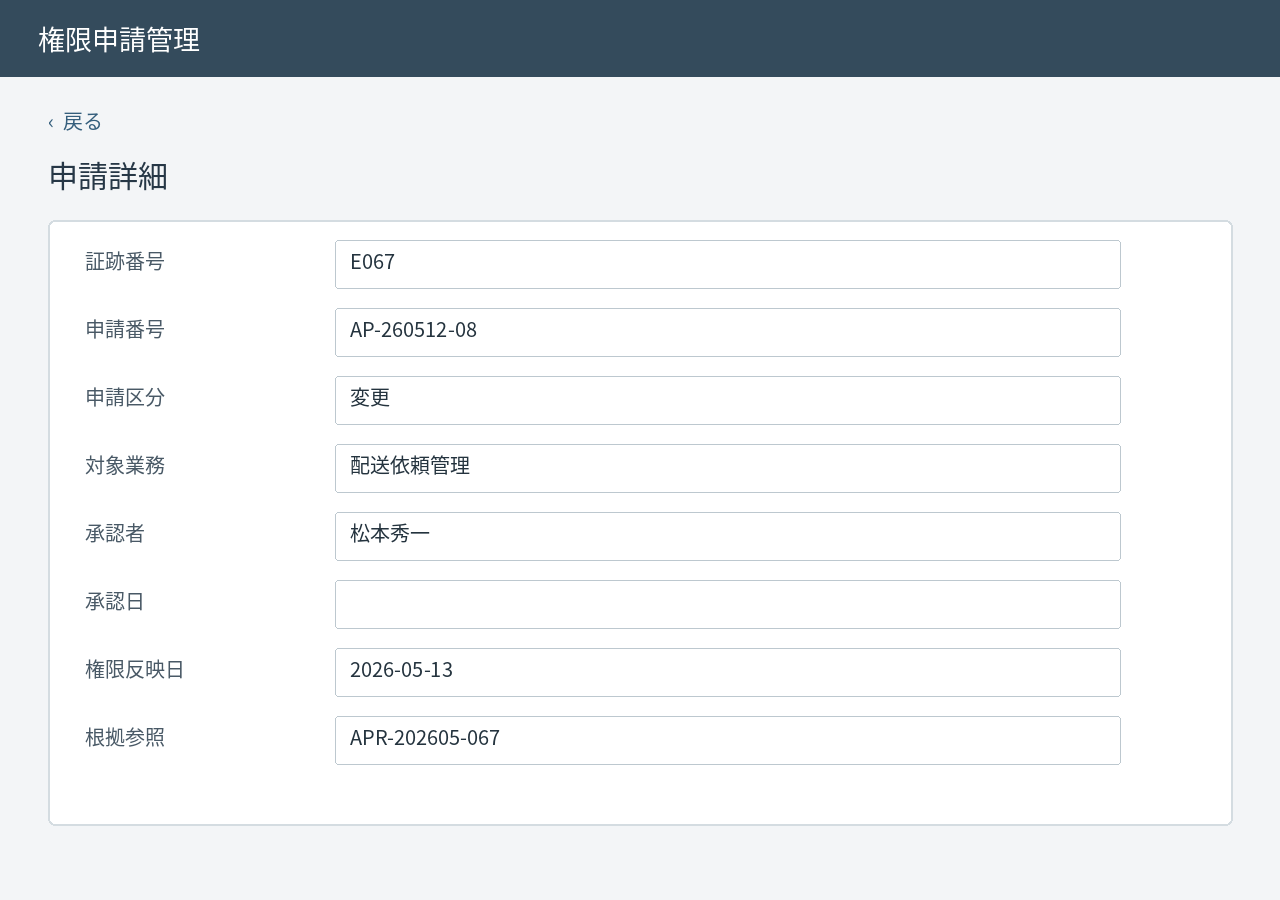 権限申請管理
‹ 戻る
申請詳細
証跡番号 E067
申請番号 AP-260512-08
申請区分 変更
対象業務 配送依頼管理
承認者 松本秀一
承認日
権限反映日 2026-05-13
根拠参照 APR-202605-067